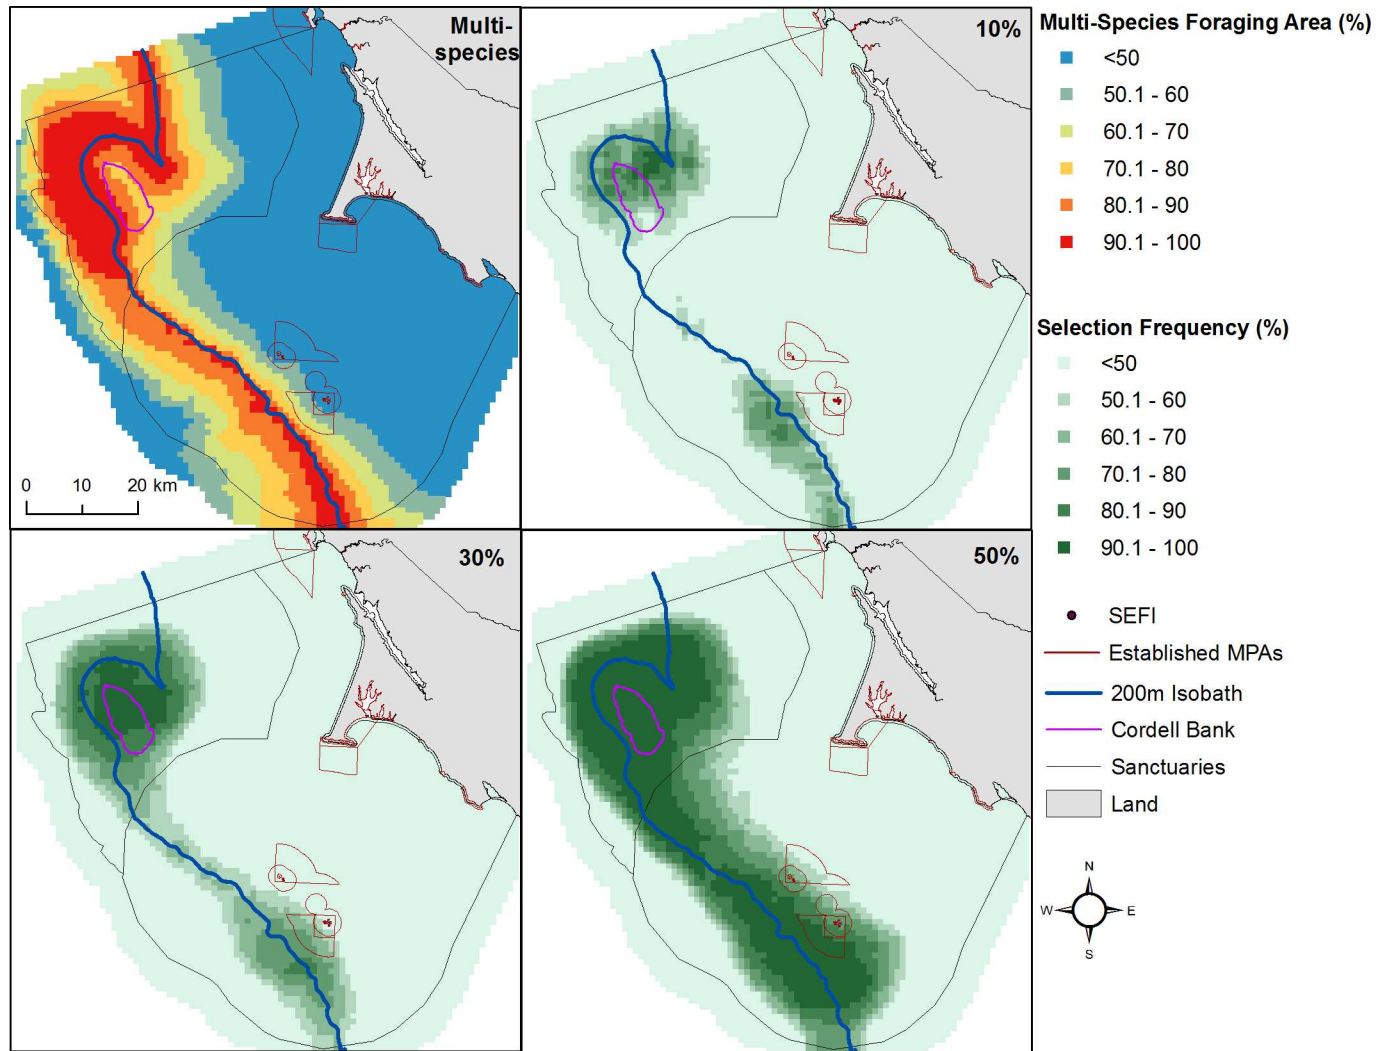 Multi-
species
10%
30%
50%
0 10 20 km
Multi-Species Foraging Area (%)
<50
50.1 - 60
60.1 - 70
70.1 - 80
80.1 - 90
90.1 - 100
Selection Frequency (%)
<50
50.1 - 60
60.1 - 70
70.1 - 80
80.1 - 90
90.1 - 100
SEFI
Established MPAs
200m Isobath
Cordell Bank
Sanctuaries
Land
N
W E
S